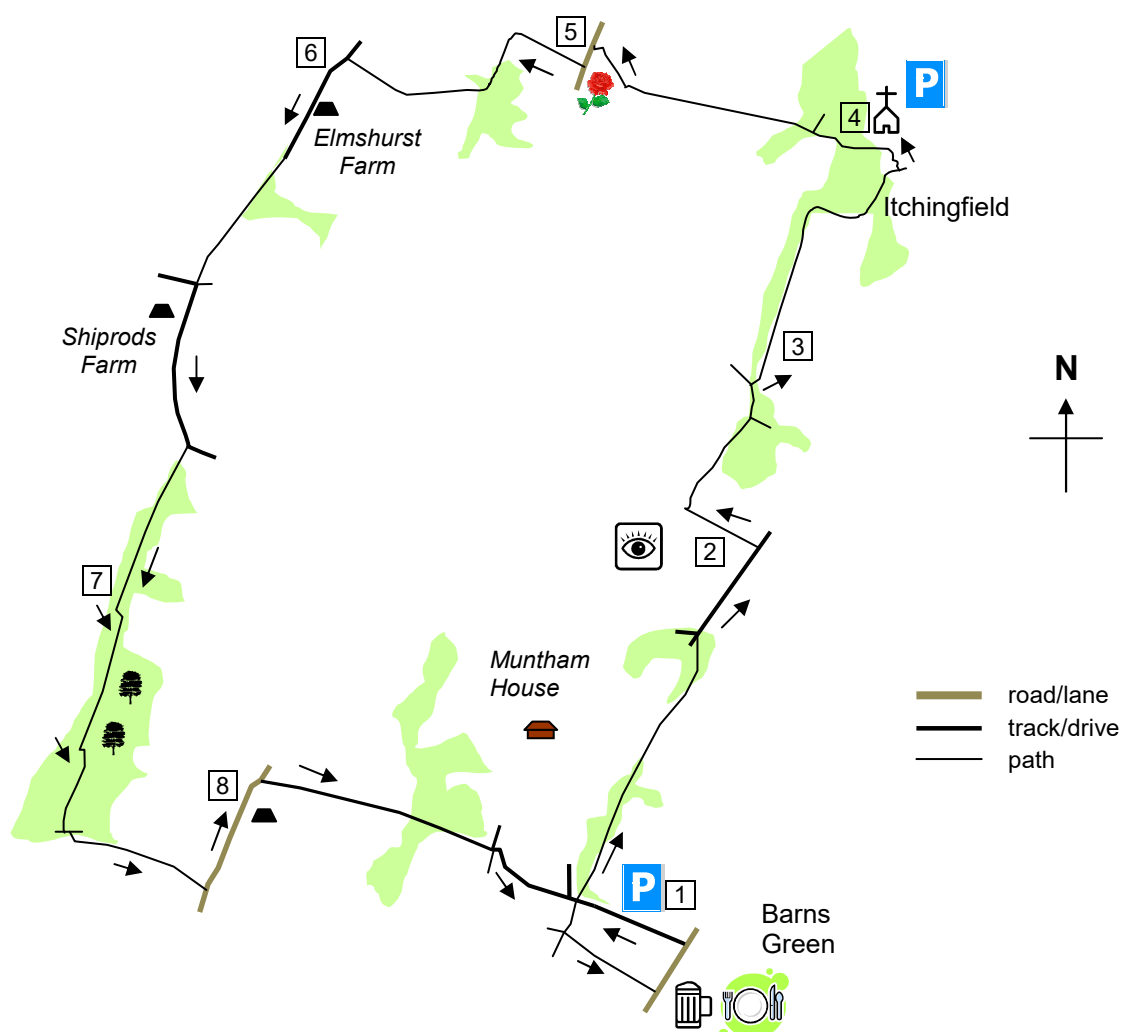 5
6
P
4
Elmshurst
Farm
Itchingfield
Shiprods
Farm
3
N
2
7
Muntham
House
road/lane
track/drive
path
8
P
1
Barns
Green